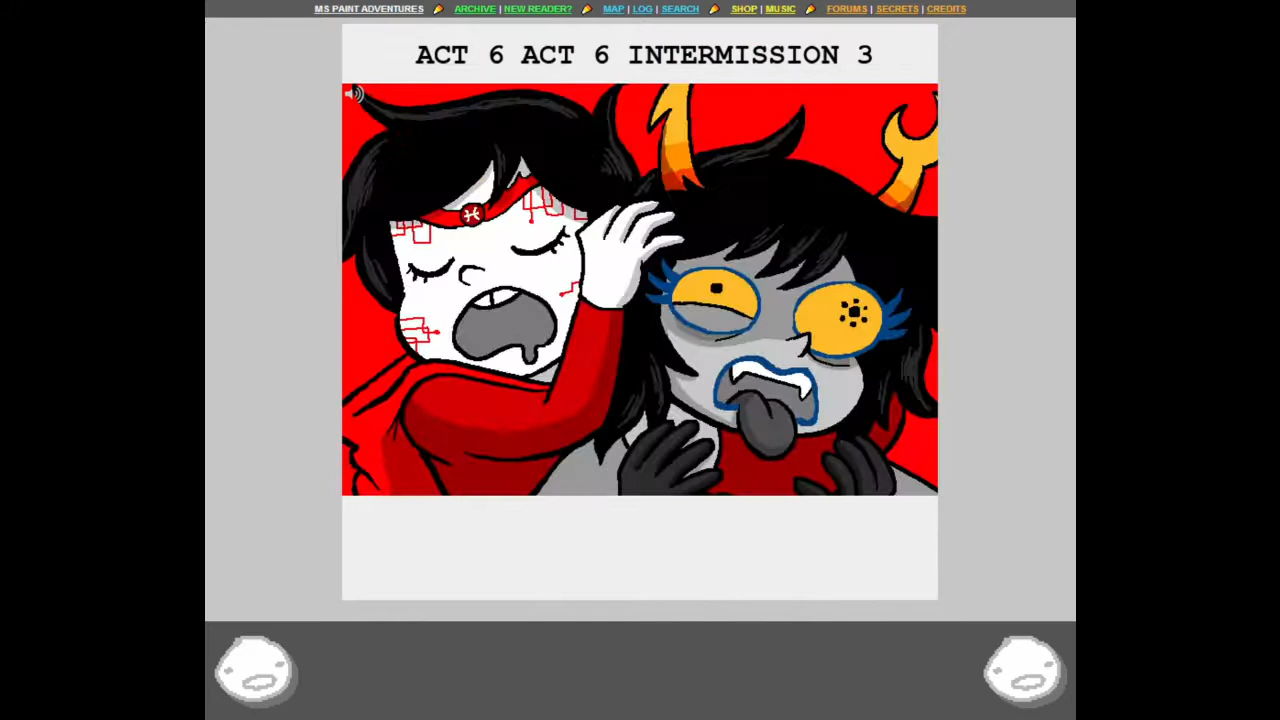 MS PAINT ADVENTURES ARCHIVE | NEW READER? MAP | LOG | SEARCH SHOP | MUSIC FORUMS | SECRETS | CREDITS
ACT 6 ACT 6 INTERMISSION 3